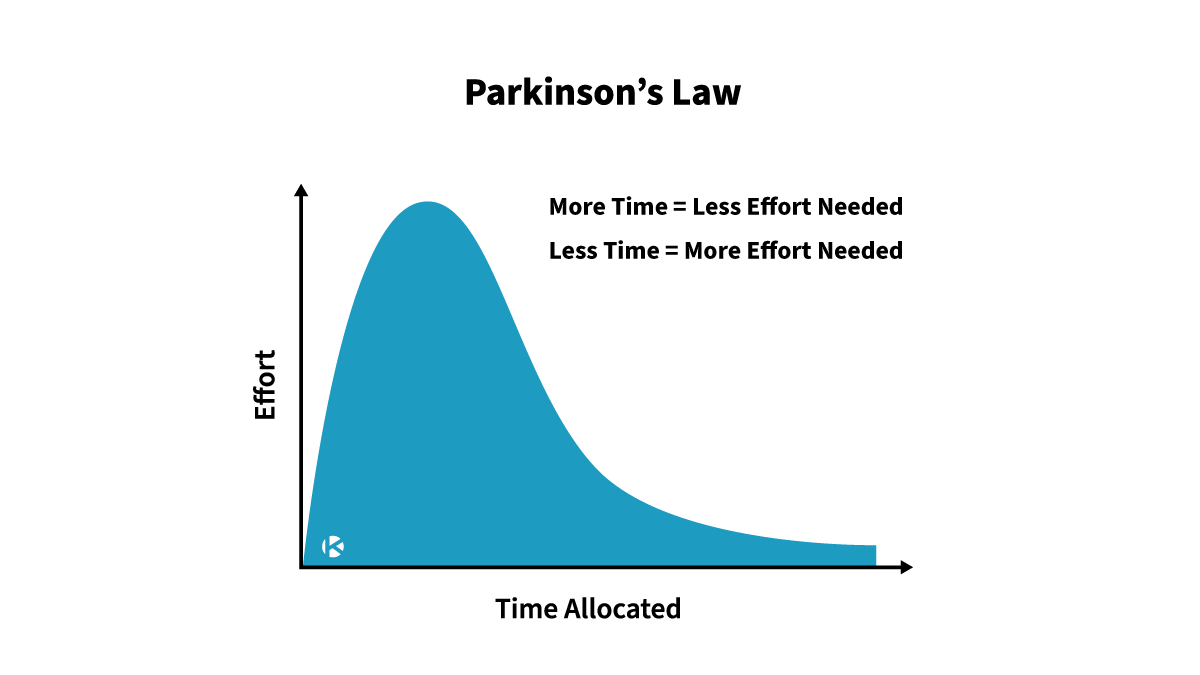 Parkinson’s Law
More Time = Less Effort Needed
Less Time = More Effort Needed
Effort
Time Allocated